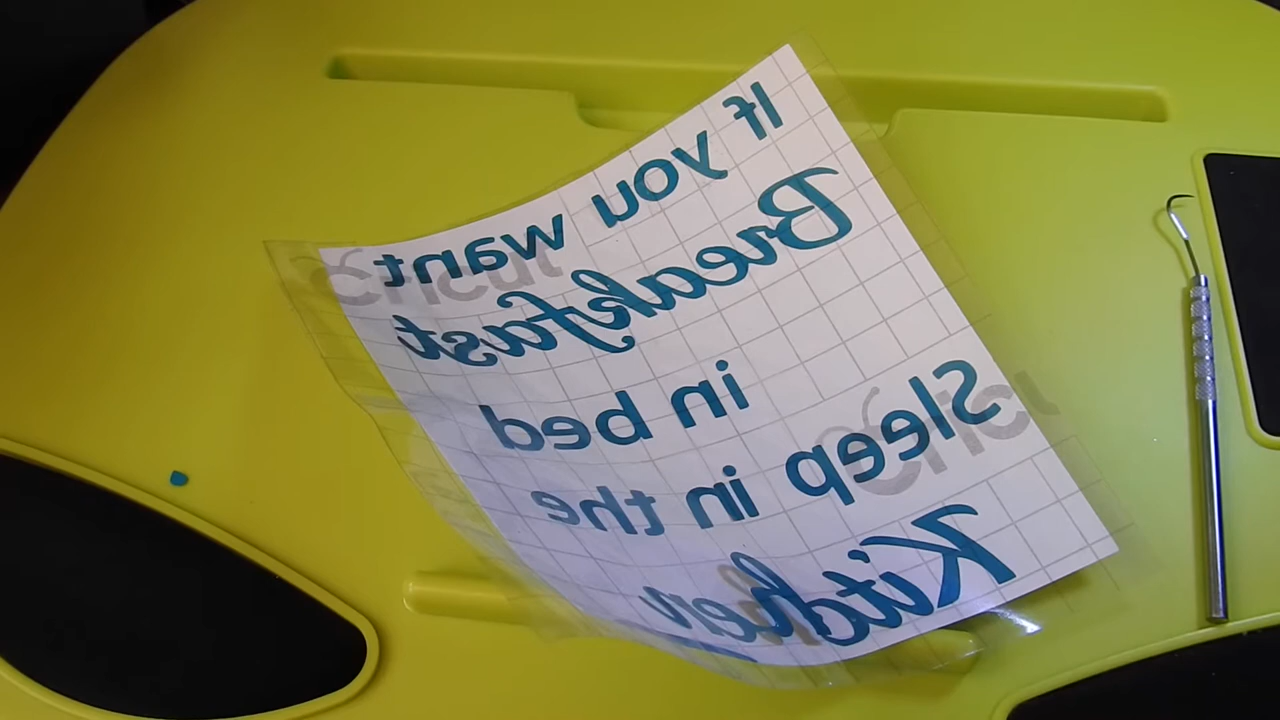 If you want
Breakfast
in bed
Sleep in the
Kitchen